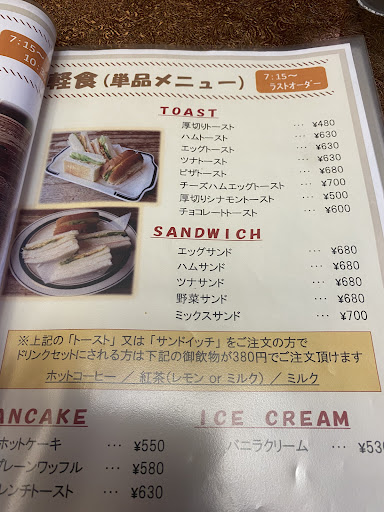 7:15～
10.
軽食(単品メニュー)
7:15～
ラストオーダー
TOAST
厚切りトースト … ¥480
ハムトースト … ¥630
エッグトースト … ¥630
ツナトースト … ¥630
ピザトースト … ¥680
チーズハムエッグトースト … ¥700
厚切りシナモントースト … ¥500
チョコレートトースト … ¥600
SANDWICH
エッグサンド … ¥680
ハムサンド … ¥680
ツナサンド … ¥680
野菜サンド … ¥680
ミックスサンド … ¥700
※上記の「トースト」又は「サンドイッチ」をご注文の方で
ドリンクセットにされる方は下記の御飲物が380円でご注文頂けます
ホットコーヒー ／ 紅茶(レモン or ミルク) ／ ミルク
ANCAKE
ホットケーキ … ¥550
プレーンワッフル … ¥580
レンチトースト … ¥630
ICE CREAM
バニラクリーム … ¥530